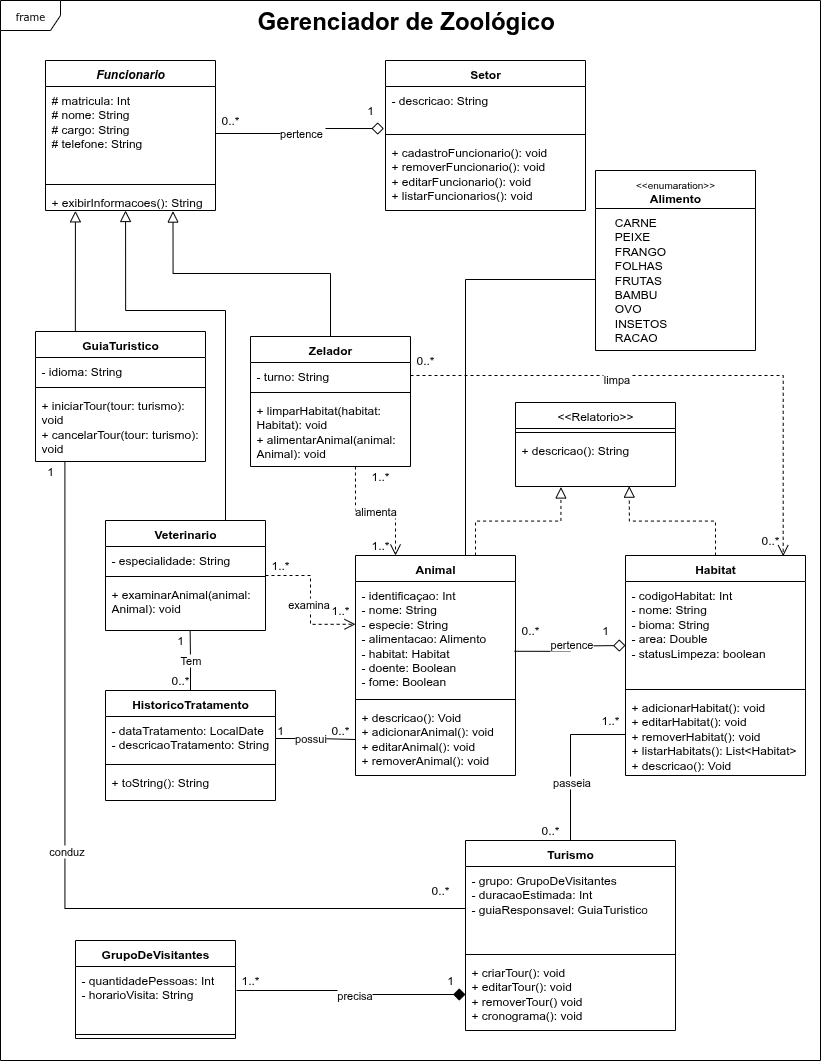 frame
Gerenciador de Zoológico
Funcionario
# matricula: Int
# nome: String
# cargo: String
# telefone: String
+ exibirInformacoes(): String
0..*
pertence
1
Setor
- descricao: String
+ cadastroFuncionario(): void
+ removerFuncionario(): void
+ editarFuncionario(): void
+ listarFuncionarios(): void
<<enumaration>>
Alimento
CARNE
PEIXE
FRANGO
FOLHAS
FRUTAS
BAMBU
OVO
INSETOS
RACAO
GuiaTuristico
- idioma: String
+ iniciarTour(tour: turismo):
void
+ cancelarTour(tour: turismo):
void
1
Zelador
- turno: String
+ limparHabitat(habitat:
Habitat): void
+ alimentarAnimal(animal:
Animal): void
0..*
limpa
0..*
<<Relatorio>>
+ descricao(): String
1..*
alimenta
1..*
Veterinario
- especialidade: String
+ examinarAnimal(animal:
Animal): void
1..*
examina
1..*
1
Tem
0..*
Animal
- identificaçao: Int
- nome: String
- especie: String
- alimentacao: Alimento
- habitat: Habitat
- doente: Boolean
- fome: Boolean
+ descricao(): Void
+ adicionarAnimal(): void
+ editarAnimal(): void
+ removerAnimal(): void
0..*
pertence
1
Habitat
- codigoHabitat: Int
- nome: String
- bioma: String
- area: Double
- statusLimpeza: boolean
+ adicionarHabitat(): void
+ editarHabitat(): void
+ removerHabitat(): void
+ listarHabitats(): List<Habitat>
+ descricao(): Void
HistoricoTratamento
- dataTratamento: LocalDate
- descricaoTratamento: String
+ toString(): String
1
possui
0..*
1..*
passeia
0..*
conduz
0..*
Turismo
- grupo: GrupoDeVisitantes
- duracaoEstimada: Int
- guiaResponsavel: GuiaTuristico
+ criarTour(): void
+ editarTour(): void
+ removerTour() void
+ cronograma(): void
GrupoDeVisitantes
- quantidadePessoas: Int
- horarioVisita: String
1..*
precisa
1